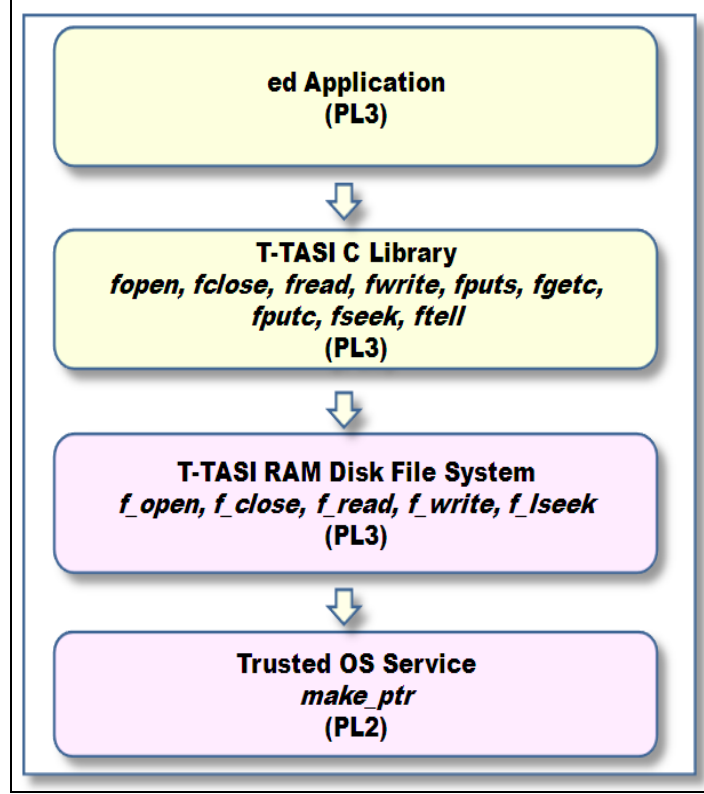 ed Application
(PL3)
T-TASI C Library
fopen, fclose, fread, fwrite, fputs, fgetc,
fputc, fseek, ftell
(PL3)
T-TASI RAM Disk File System
f_open, f_close, f_read, f_write, f_lseek
(PL3)
Trusted OS Service
make_ptr
(PL2)